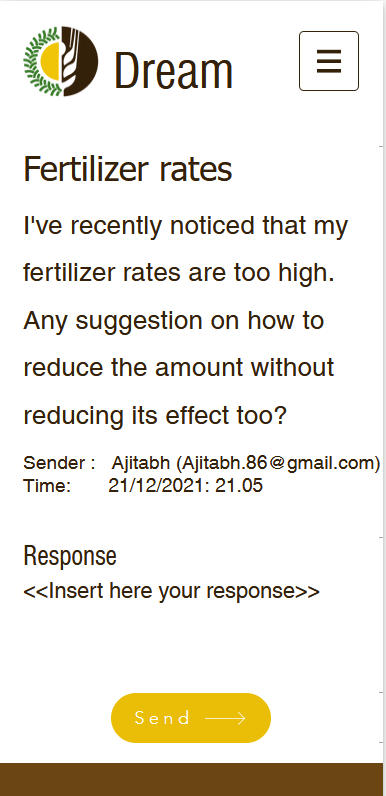 Dream
Fertilizer rates
I've recently noticed that my
fertilizer rates are too high.
Any suggestion on how to
reduce the amount without
reducing its effect too?
Sender : Ajitabh (Ajitabh.86@gmail.com)
Time: 21/12/2021: 21.05
Response
<<Insert here your response>>
Send